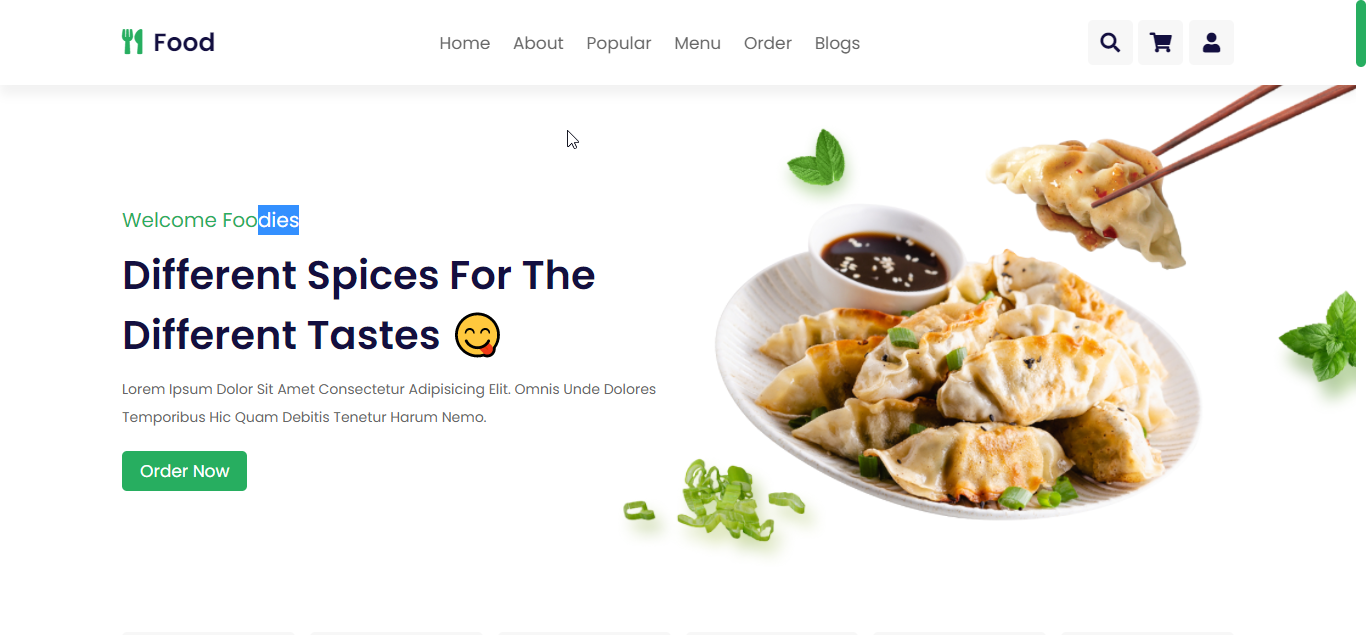 Food
Home About Popular Menu Order Blogs
Welcome Foodies
Different Spices For The
Different Tastes 😋
Lorem Ipsum Dolor Sit Amet Consectetur Adipisicing Elit. Omnis Unde Dolores
Temporibus Hic Quam Debitis Tenetur Harum Nemo.
Order Now